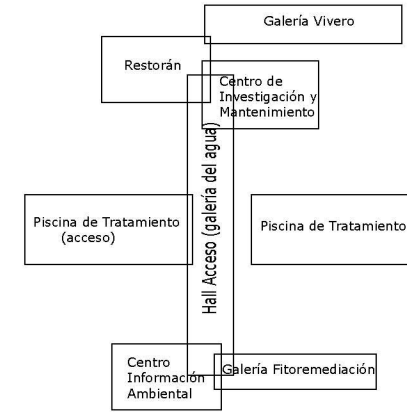 Galería Vivero
Restorán
Centro de
Investigación y
Mantenimiento
Hall Acceso (galería del agua)
Piscina de Tratamiento
(acceso)
Piscina de Tratamiento
Centro
Información
Ambiental
Galería Fitoremediación